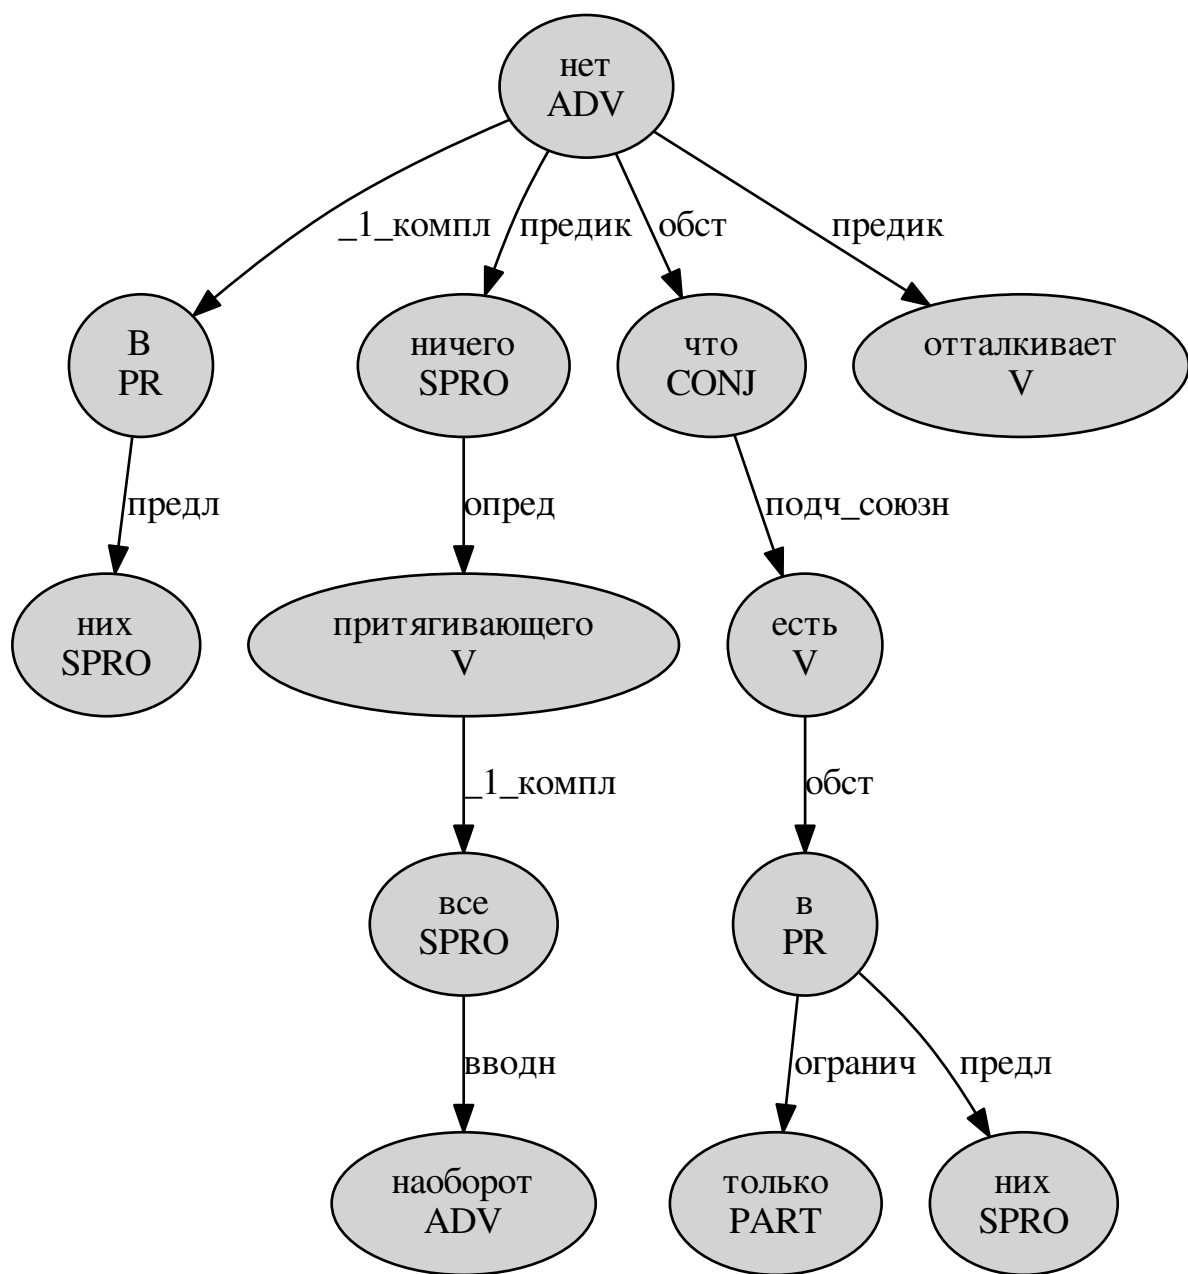 нет
ADV
_1_компл
предик
обст
предик
В
PR
ничего
SPRO
что
CONJ
отталкивает
V
предл
опред
подч_союзн
них
SPRO
притягивающего
V
есть
V
_1_компл
обст
все
SPRO
в
PR
вводн
огранич
предл
наоборот
ADV
только
PART
них
SPRO